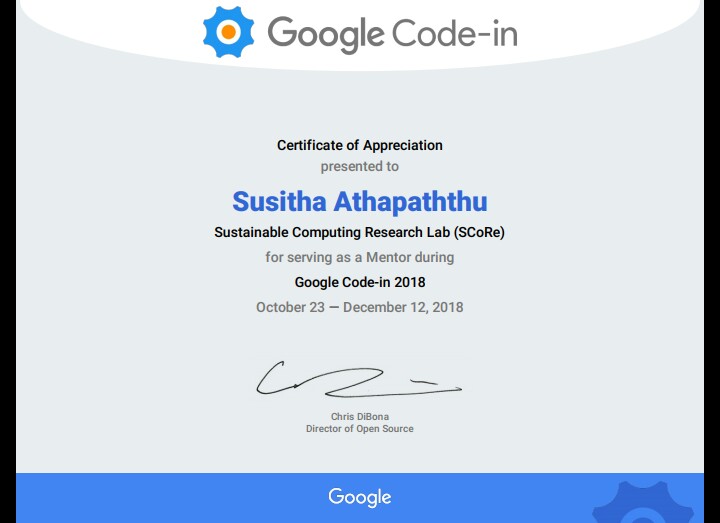 Google Code-in
Certificate of Appreciation
presented to
Susitha Athapaththu
Sustainable Computing Research Lab (SCoRe)
for serving as a Mentor during
Google Code-in 2018
October 23 — December 12, 2018
Chris DiBona
Director of Open Source
Google